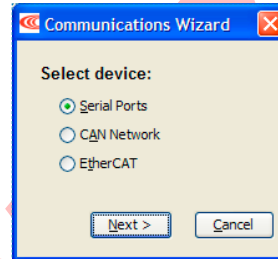 Communications Wizard
Select device:
Serial Ports
CAN Network
EtherCAT
Next >
Cancel